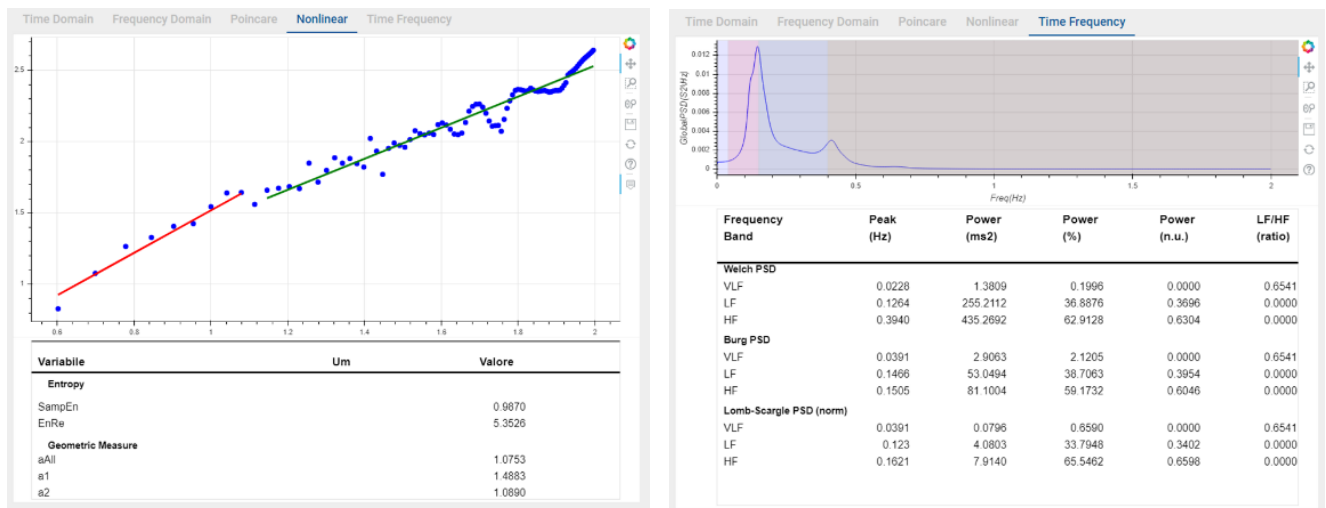 Time Domain Frequency Domain Poincare Nonlinear Time Frequency
2.5
2
1.5
1
0.6 0.8 1 1.2 1.4 1.6 1.8 2
Variabile Um Valore
Entropy
SampEn 0.9870
EnRe 5.3526
Geometric Measure
aAll 1.0753
a1 1.4883
a2 1.0890
Time Domain Frequency Domain Poincare Nonlinear Time Frequency
GlobalPSD(S2\Hz)
0.012
0.01
0.008
0.006
0.004
0.002
0
0 0.5 1 1.5 2
Freq(Hz)
Frequency Peak Power Power Power LF/HF
Band (Hz) (ms2) (%) (n.u.) (ratio)
Welch PSD
VLF 0.0228 1.3809 0.1996 0.0000 0.6541
LF 0.1264 255.2112 36.8876 0.3696 0.0000
HF 0.3940 435.2692 62.9128 0.6304 0.0000
Burg PSD
VLF 0.0391 2.9063 2.1205 0.0000 0.6541
LF 0.1466 53.0494 38.7063 0.3954 0.0000
HF 0.1505 81.1004 59.1732 0.6046 0.0000
Lomb-Scargle PSD (norm)
VLF 0.0391 0.0796 0.6590 0.0000 0.6541
LF 0.123 4.0803 33.7948 0.3402 0.0000
HF 0.1621 7.9140 65.5462 0.6598 0.0000